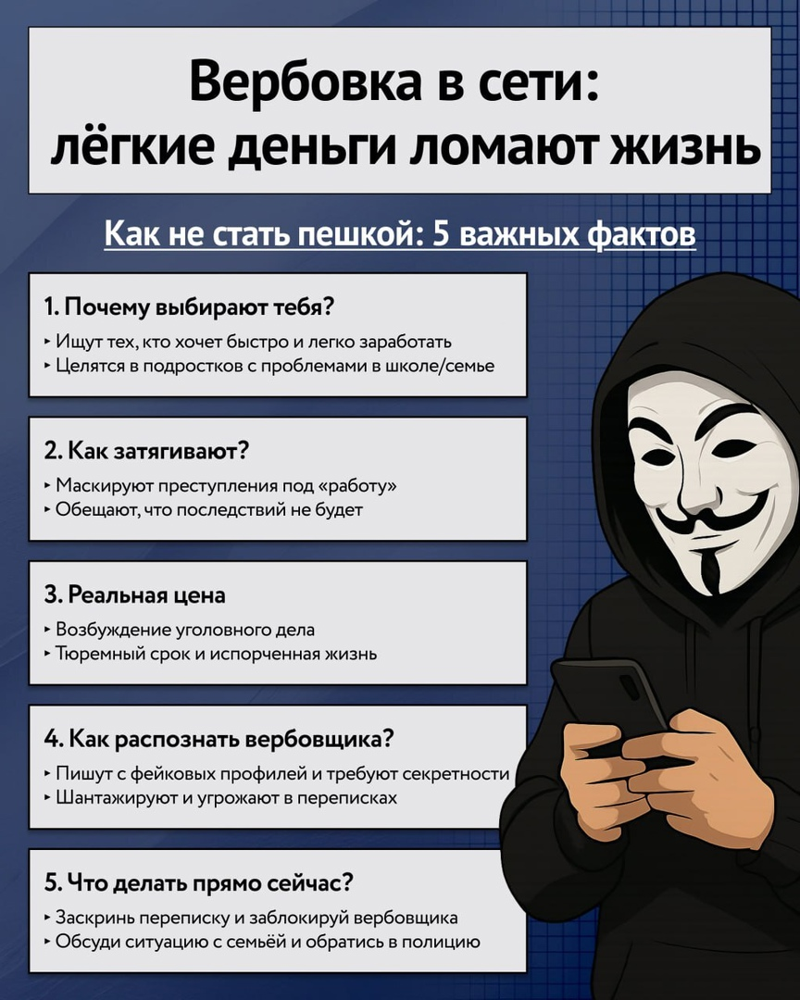 Вербовка в сети:
лёгкие деньги ломают жизнь
Как не стать пешкой: 5 важных фактов
1. Почему выбирают тебя?
‣ Ищут тех, кто хочет быстро и легко заработать
‣ Целятся в подростков с проблемами в школе/семье
2. Как затягивают?
‣ Маскируют преступления под «работу»
‣ Обещают, что последствий не будет
3. Реальная цена
‣ Возбуждение уголовного дела
‣ Тюремный срок и испорченная жизнь
4. Как распознать вербовщика?
‣ Пишут с фейковых профилей и требуют секретности
‣ Шантажируют и угрожают в переписках
5. Что делать прямо сейчас?
‣ Заскринь переписку и заблокируй вербовщика
‣ Обсуди ситуацию с семьёй и обратись в полицию